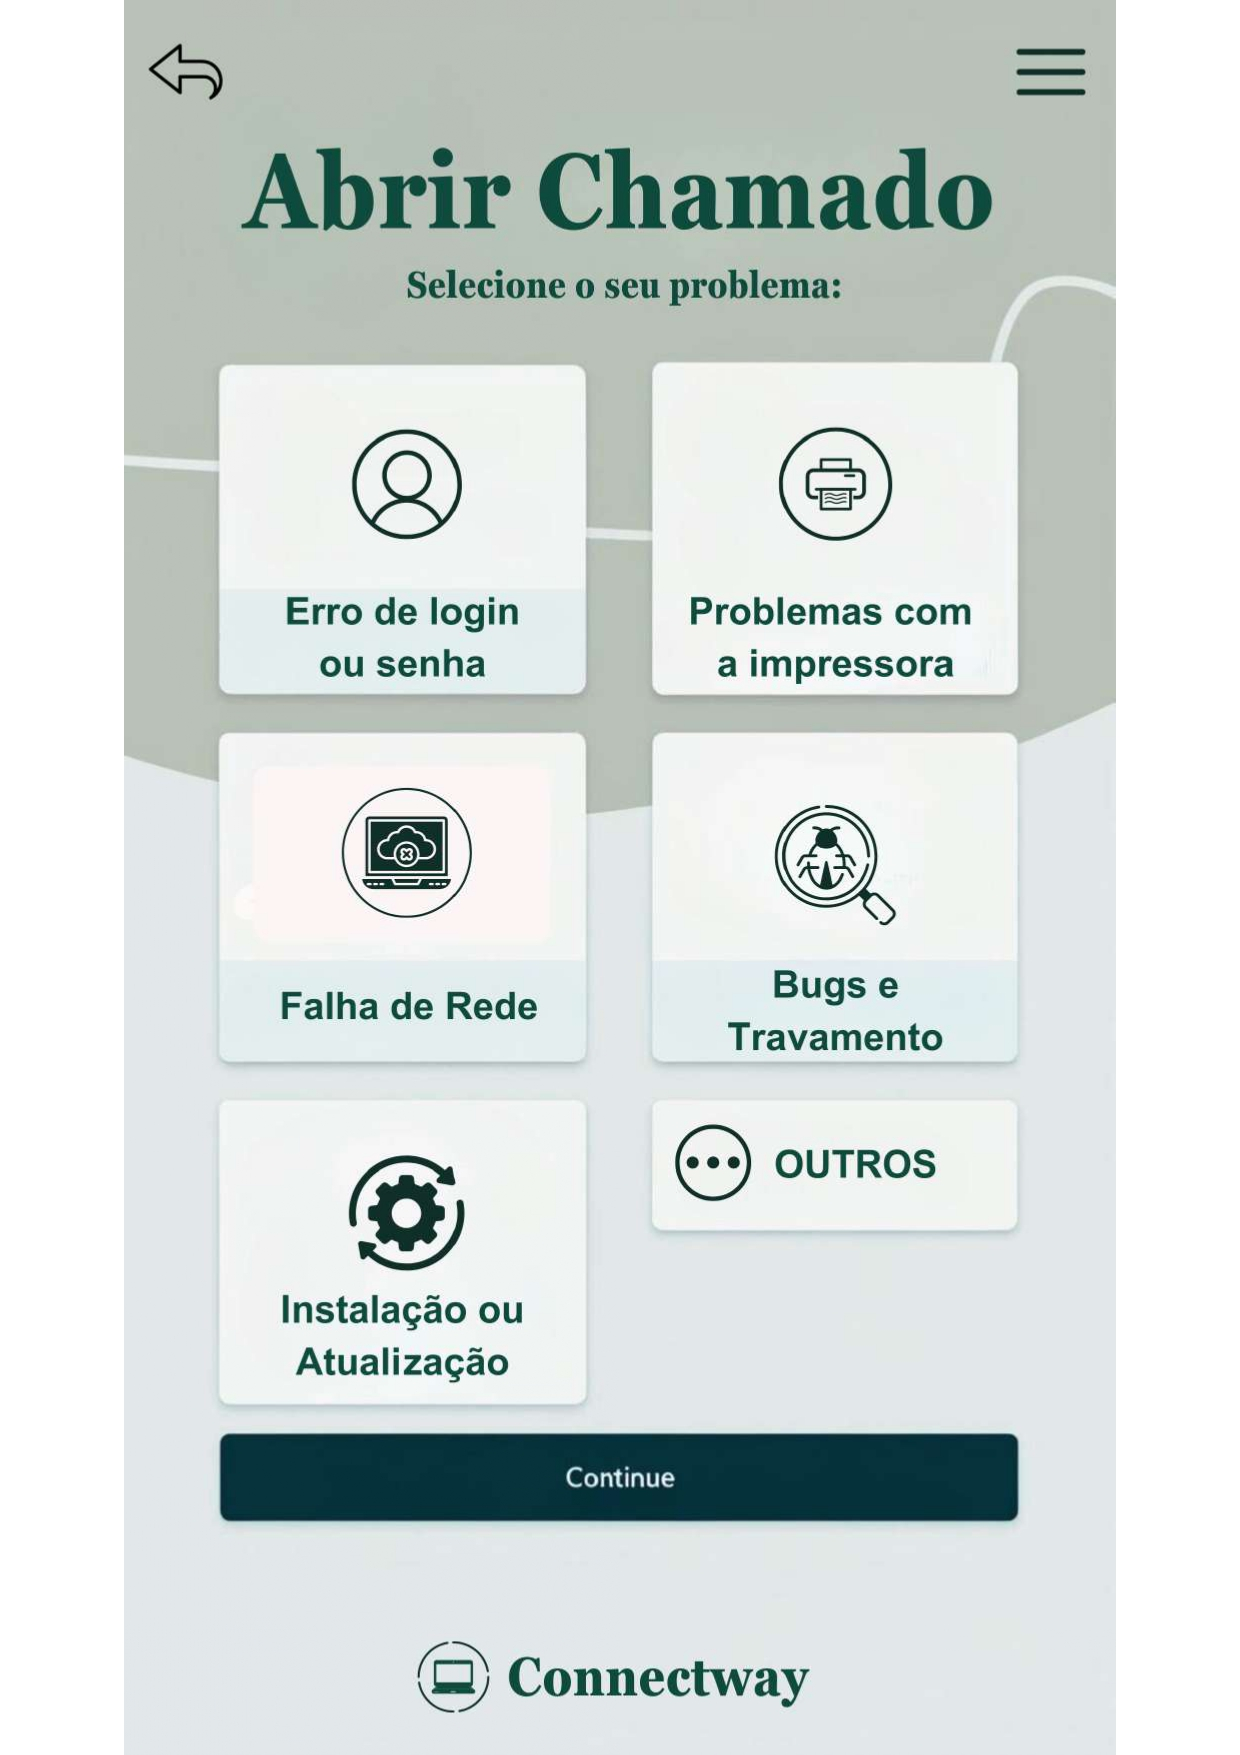 Abrir Chamado
Selecione o seu problema:
Erro de login
ou senha
Problemas com
a impressora
Falha de Rede
Bugs e
Travamento
Instalação ou
Atualização
OUTROS
Continue
Connectway